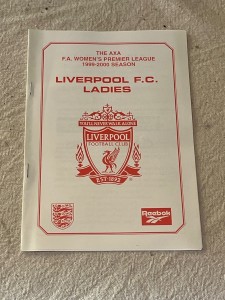 THE AXA
F.A. WOMEN'S PREMIER LEAGUE
1999-2000 SEASON
LIVERPOOL F.C.
LADIES
YOU'LL NEVER WALK ALONE
LIVERPOOL
FOOTBALL CLUB
EST·1892
Reebok